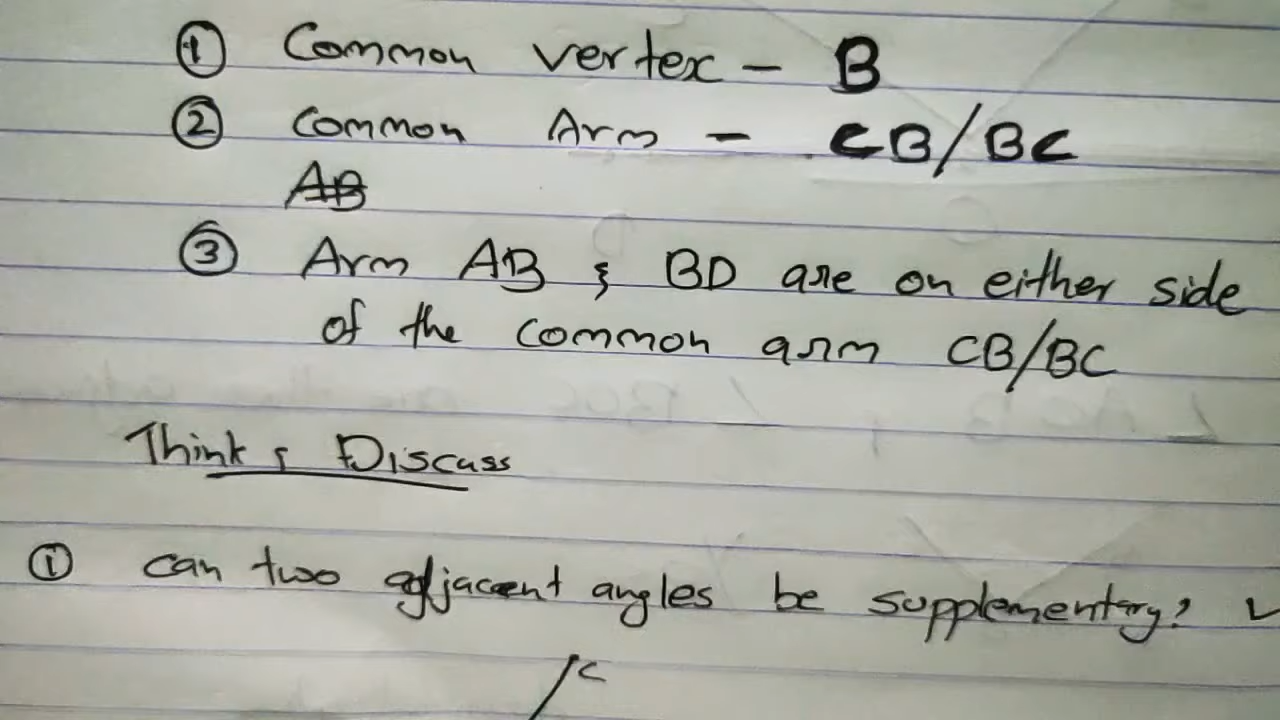 ① Common vertex - B
② Common Arm - CB/BC
AB
③ Arm AB & BD are on either side
of the common arm CB/BC
Think & Discuss
① Can two adjacent angles be supplementary?
C